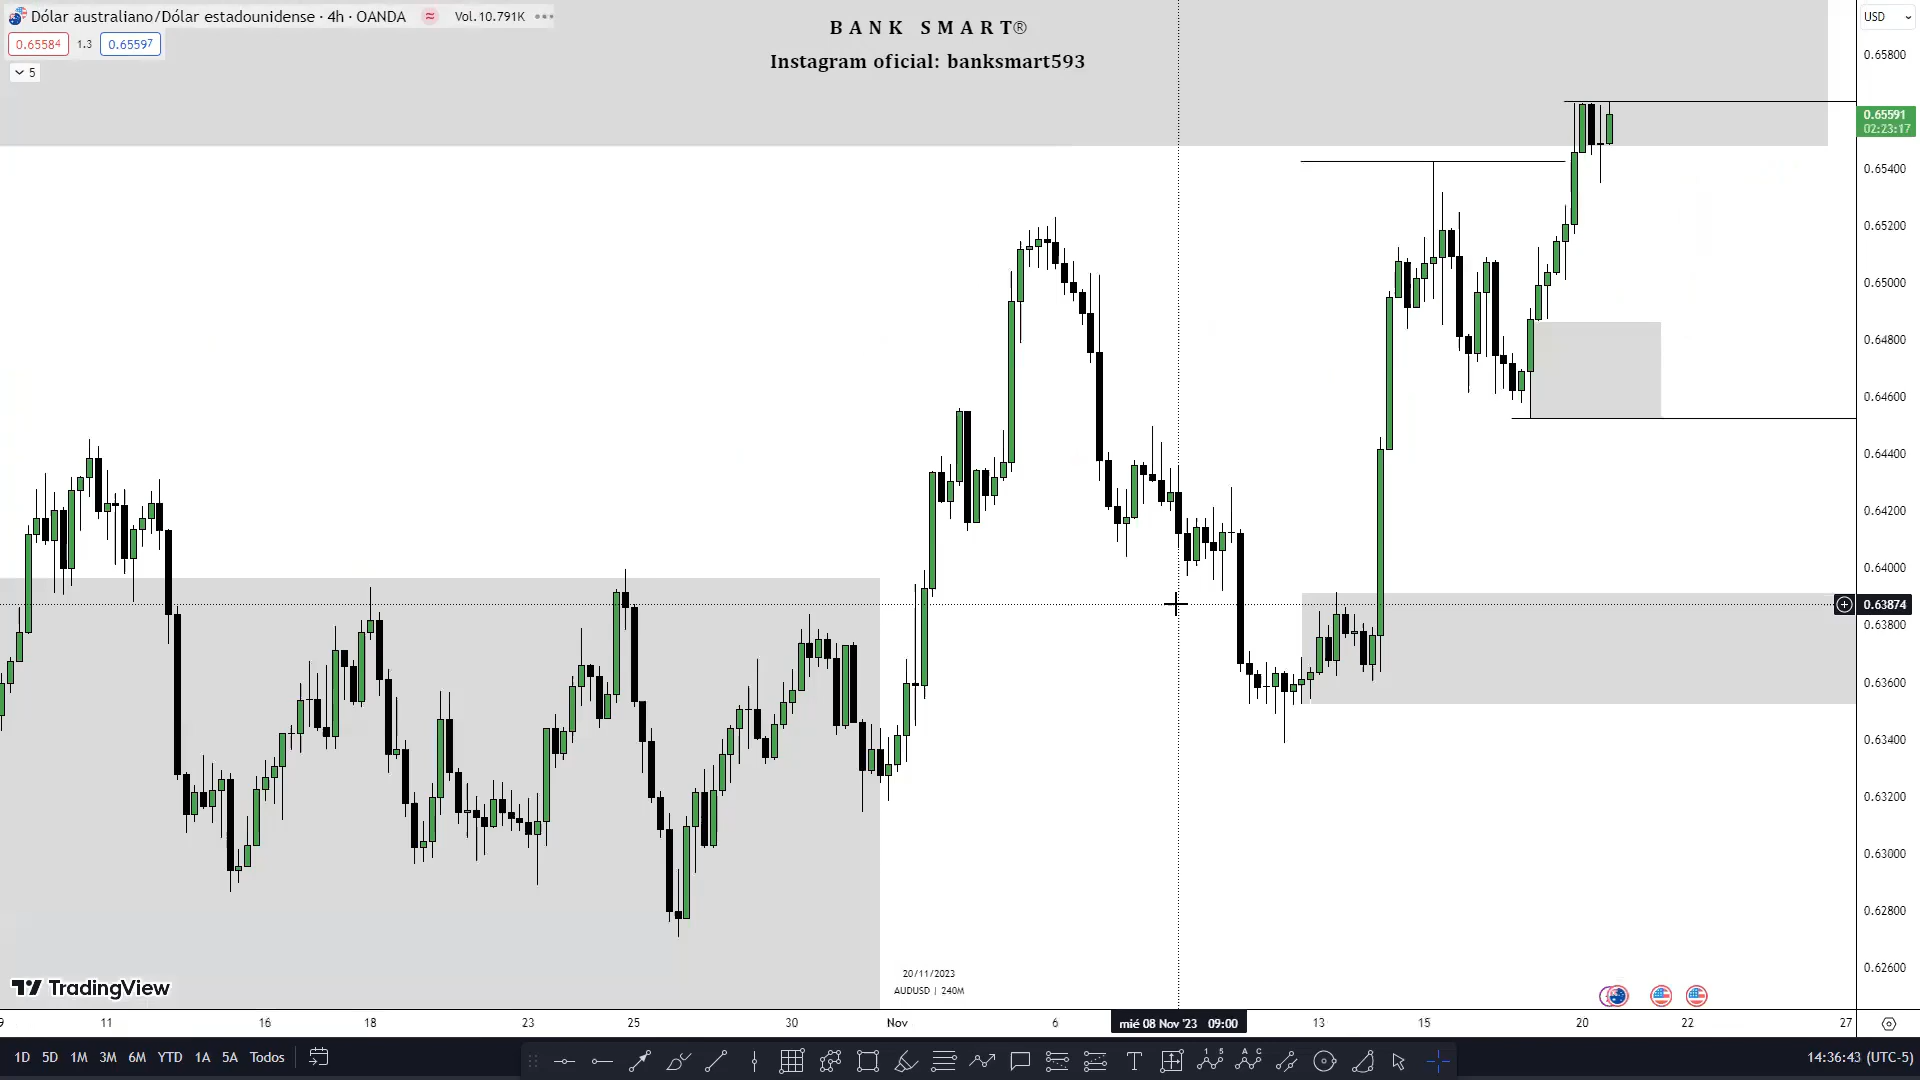 Dólar australiano/Dólar estadounidense · 4h · OANDA
Vol.10.791K
0.65584 1.3 0.65597
5
B A N K S M A R T®
Instagram oficial: banksmart593
USD
0.65800
0.65591
02:23:17
0.65400
0.65200
0.65000
0.64800
0.64600
0.64400
0.64200
0.64000
0.63874
0.63800
0.63600
0.63400
0.63200
0.63000
0.62800
0.62600
20/11/2023
AUDUSD | 240M
TradingView
9 11 16 18 23 25 30 Nov 6 mié 08 Nov '23 09:00 13 15 20 22 27
1D 5D 1M 3M 6M YTD 1A 5A Todos
14:36:43 (UTC-5)